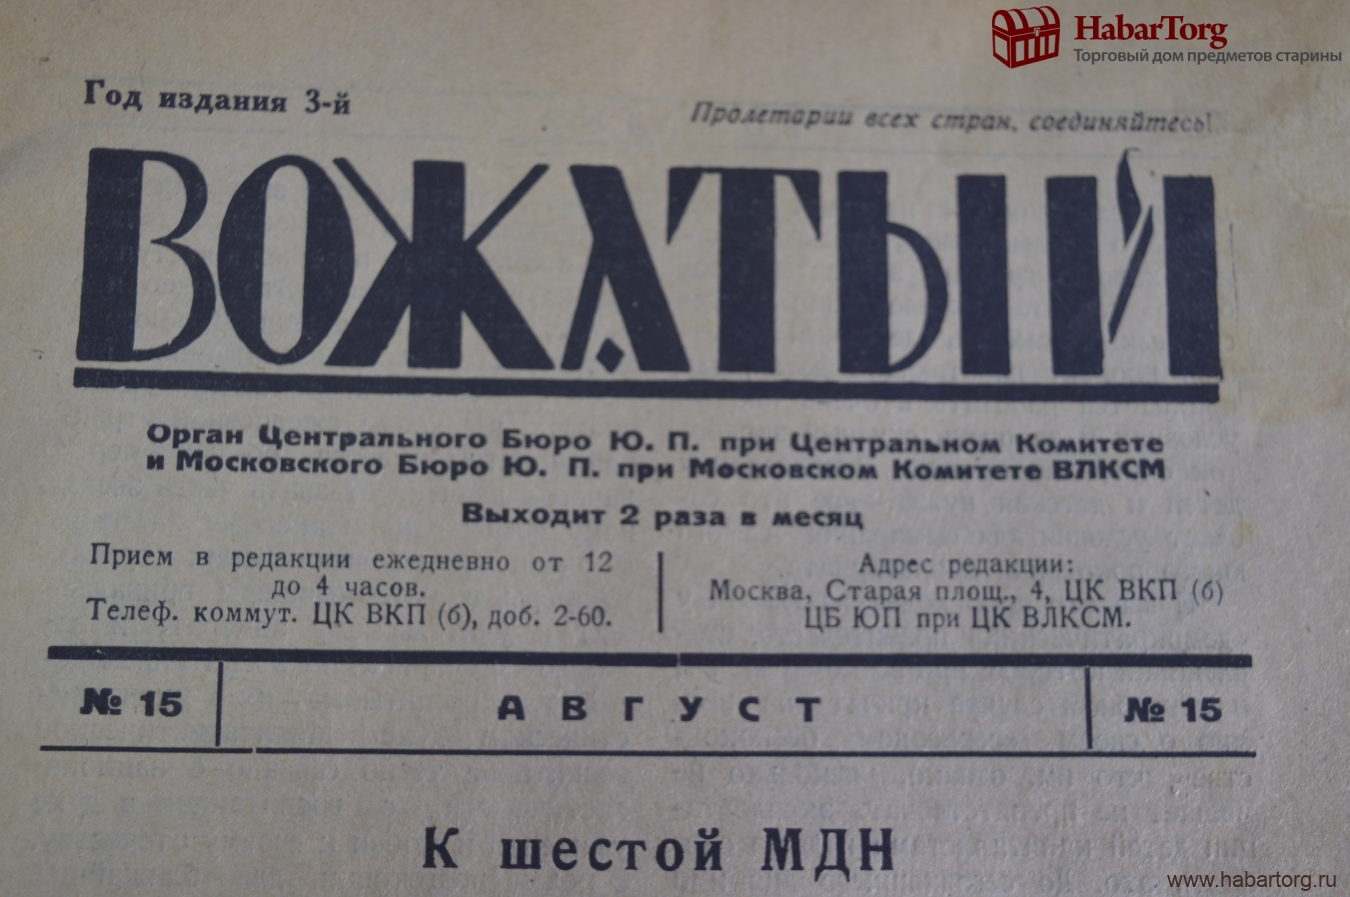 HabarTorg
Торговый дом предметов старины
Год издания 3-й
Пролетарии всех стран, соединяйтесь!
ВОЖАТЫЙ
Орган Центрального Бюро Ю. П. при Центральном Комитете
и Московского Бюро Ю. П. при Московском Комитете ВЛКСМ
Выходит 2 раза в месяц
Прием в редакции ежедневно от 12
до 4 часов.
Телеф. коммут. ЦК ВКП (б), доб. 2-60.
Адрес редакции:
Москва, Старая площ., 4, ЦК ВКП (б)
ЦБ ЮП при ЦК ВЛКСМ.
№ 15 АВГУСТ № 15
К шестой МДН
www.habartorg.ru